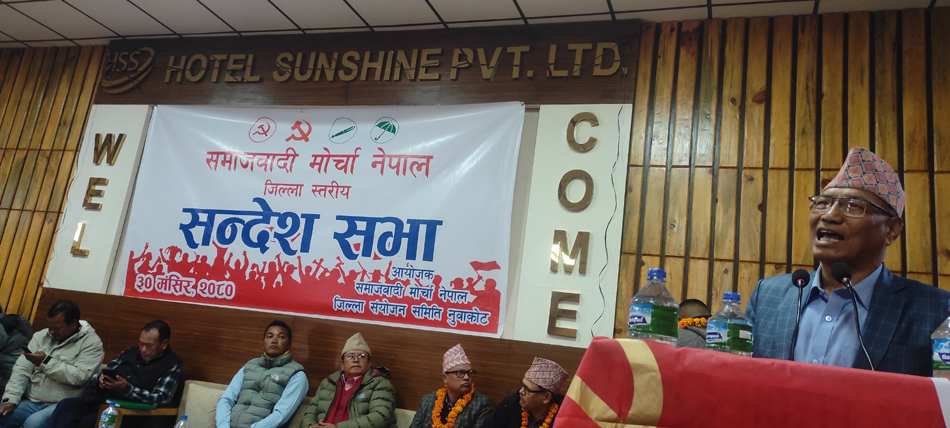 HSS HOTEL SUNSHINE PVT. LTD.
WEL
COME
समाजवादी मोर्चा नेपाल
जिल्ला स्तरीय
सन्देश सभा
३० मंसिर, २०८०
आयोजक
समाजवादी मोर्चा नेपाल
जिल्ला संयोजन समिति नुवाकोट